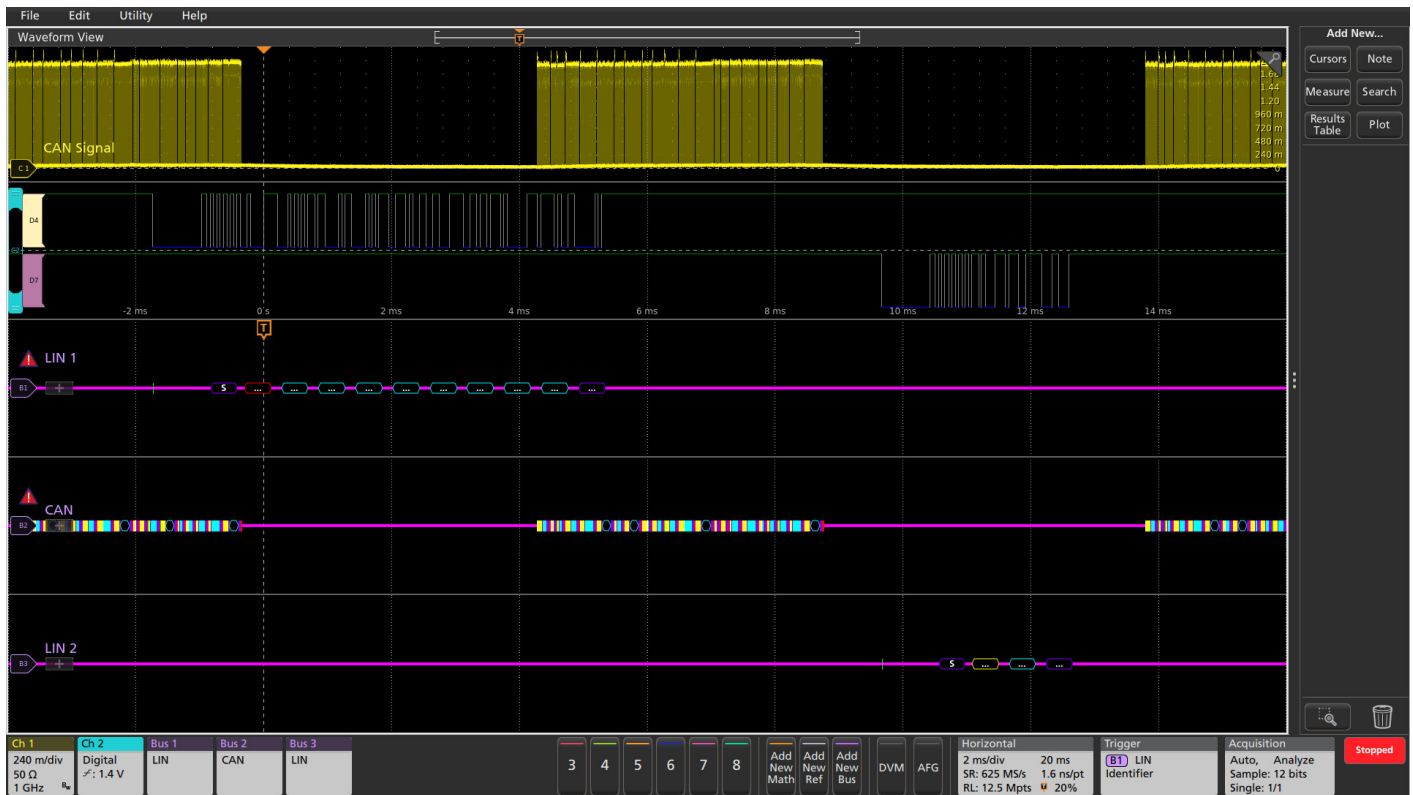 File Edit Utility Help
Waveform View
T
Add New...
Cursors Note
Measure Search
Results Table Plot
CAN Signal
C1
1.44
1.20
960 m
720 m
480 m
240 m
0
D4
D7
-2 ms 0 s 2 ms 4 ms 6 ms 8 ms 10 ms 12 ms 14 ms
T
! LIN 1
B1 + S ... ... ... ... ... ... ... ... ... ...
! CAN
B2 +
LIN 2
B3 + S ... ... ...
Ch 1
240 m/div
50 Ω
1 GHz
Ch 2
Digital
: 1.4 V
Bus 1
LIN
Bus 2
CAN
Bus 3
LIN
3 4 5 6 7 8
Add New Math
Add New Ref
Add New Bus
DVM AFG
Horizontal
2 ms/div 20 ms
SR: 625 MS/s 1.6 ns/pt
RL: 12.5 Mpts 20%
Trigger
B1 LIN
Identifier
Acquisition
Auto, Analyze
Sample: 12 bits
Single: 1/1
Stopped